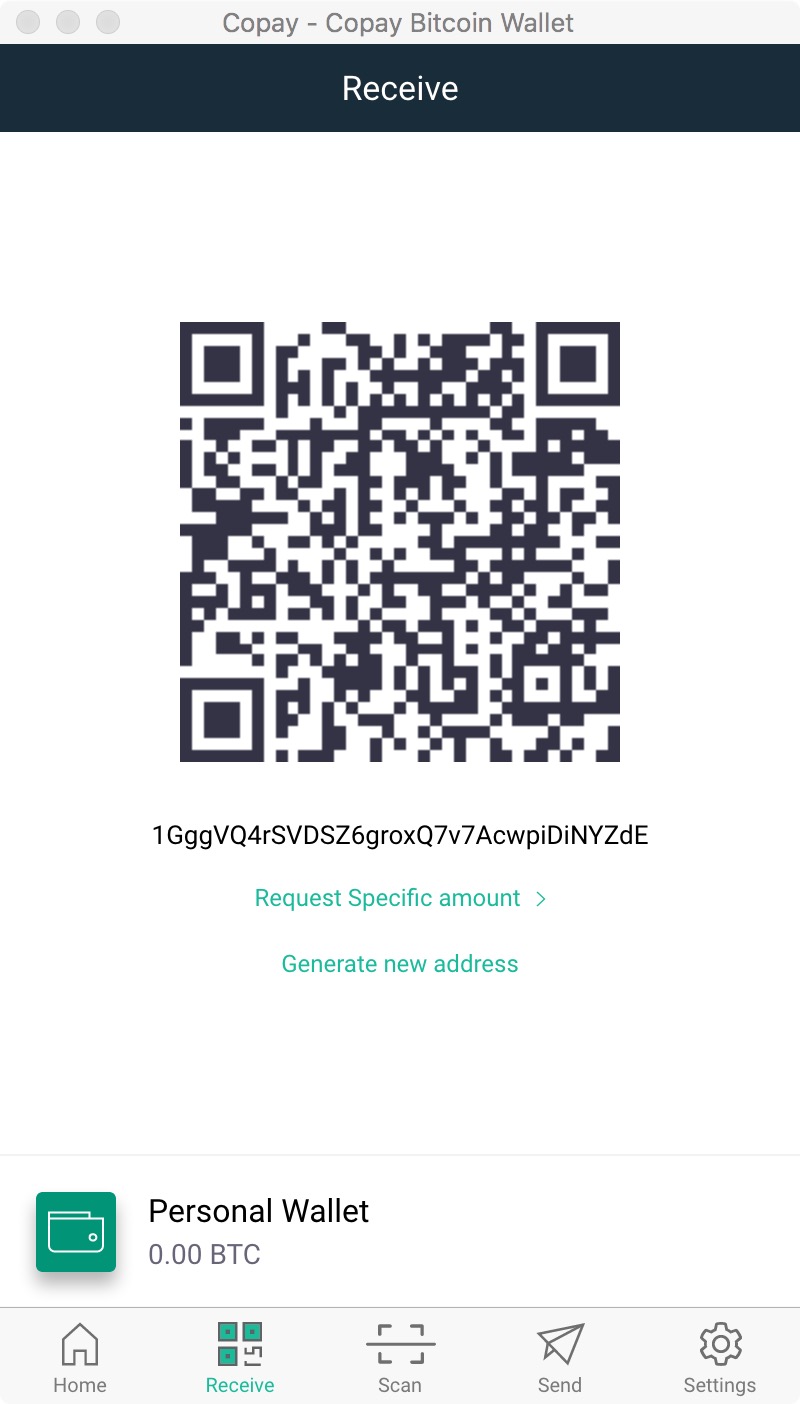 Copay - Copay Bitcoin Wallet
Receive
1GggVQ4rSVDSZ6groxQ7v7AcwpiDiNYZdE
Request Specific amount >
Generate new address
Personal Wallet
0.00 BTC
Home Receive Scan Send Settings